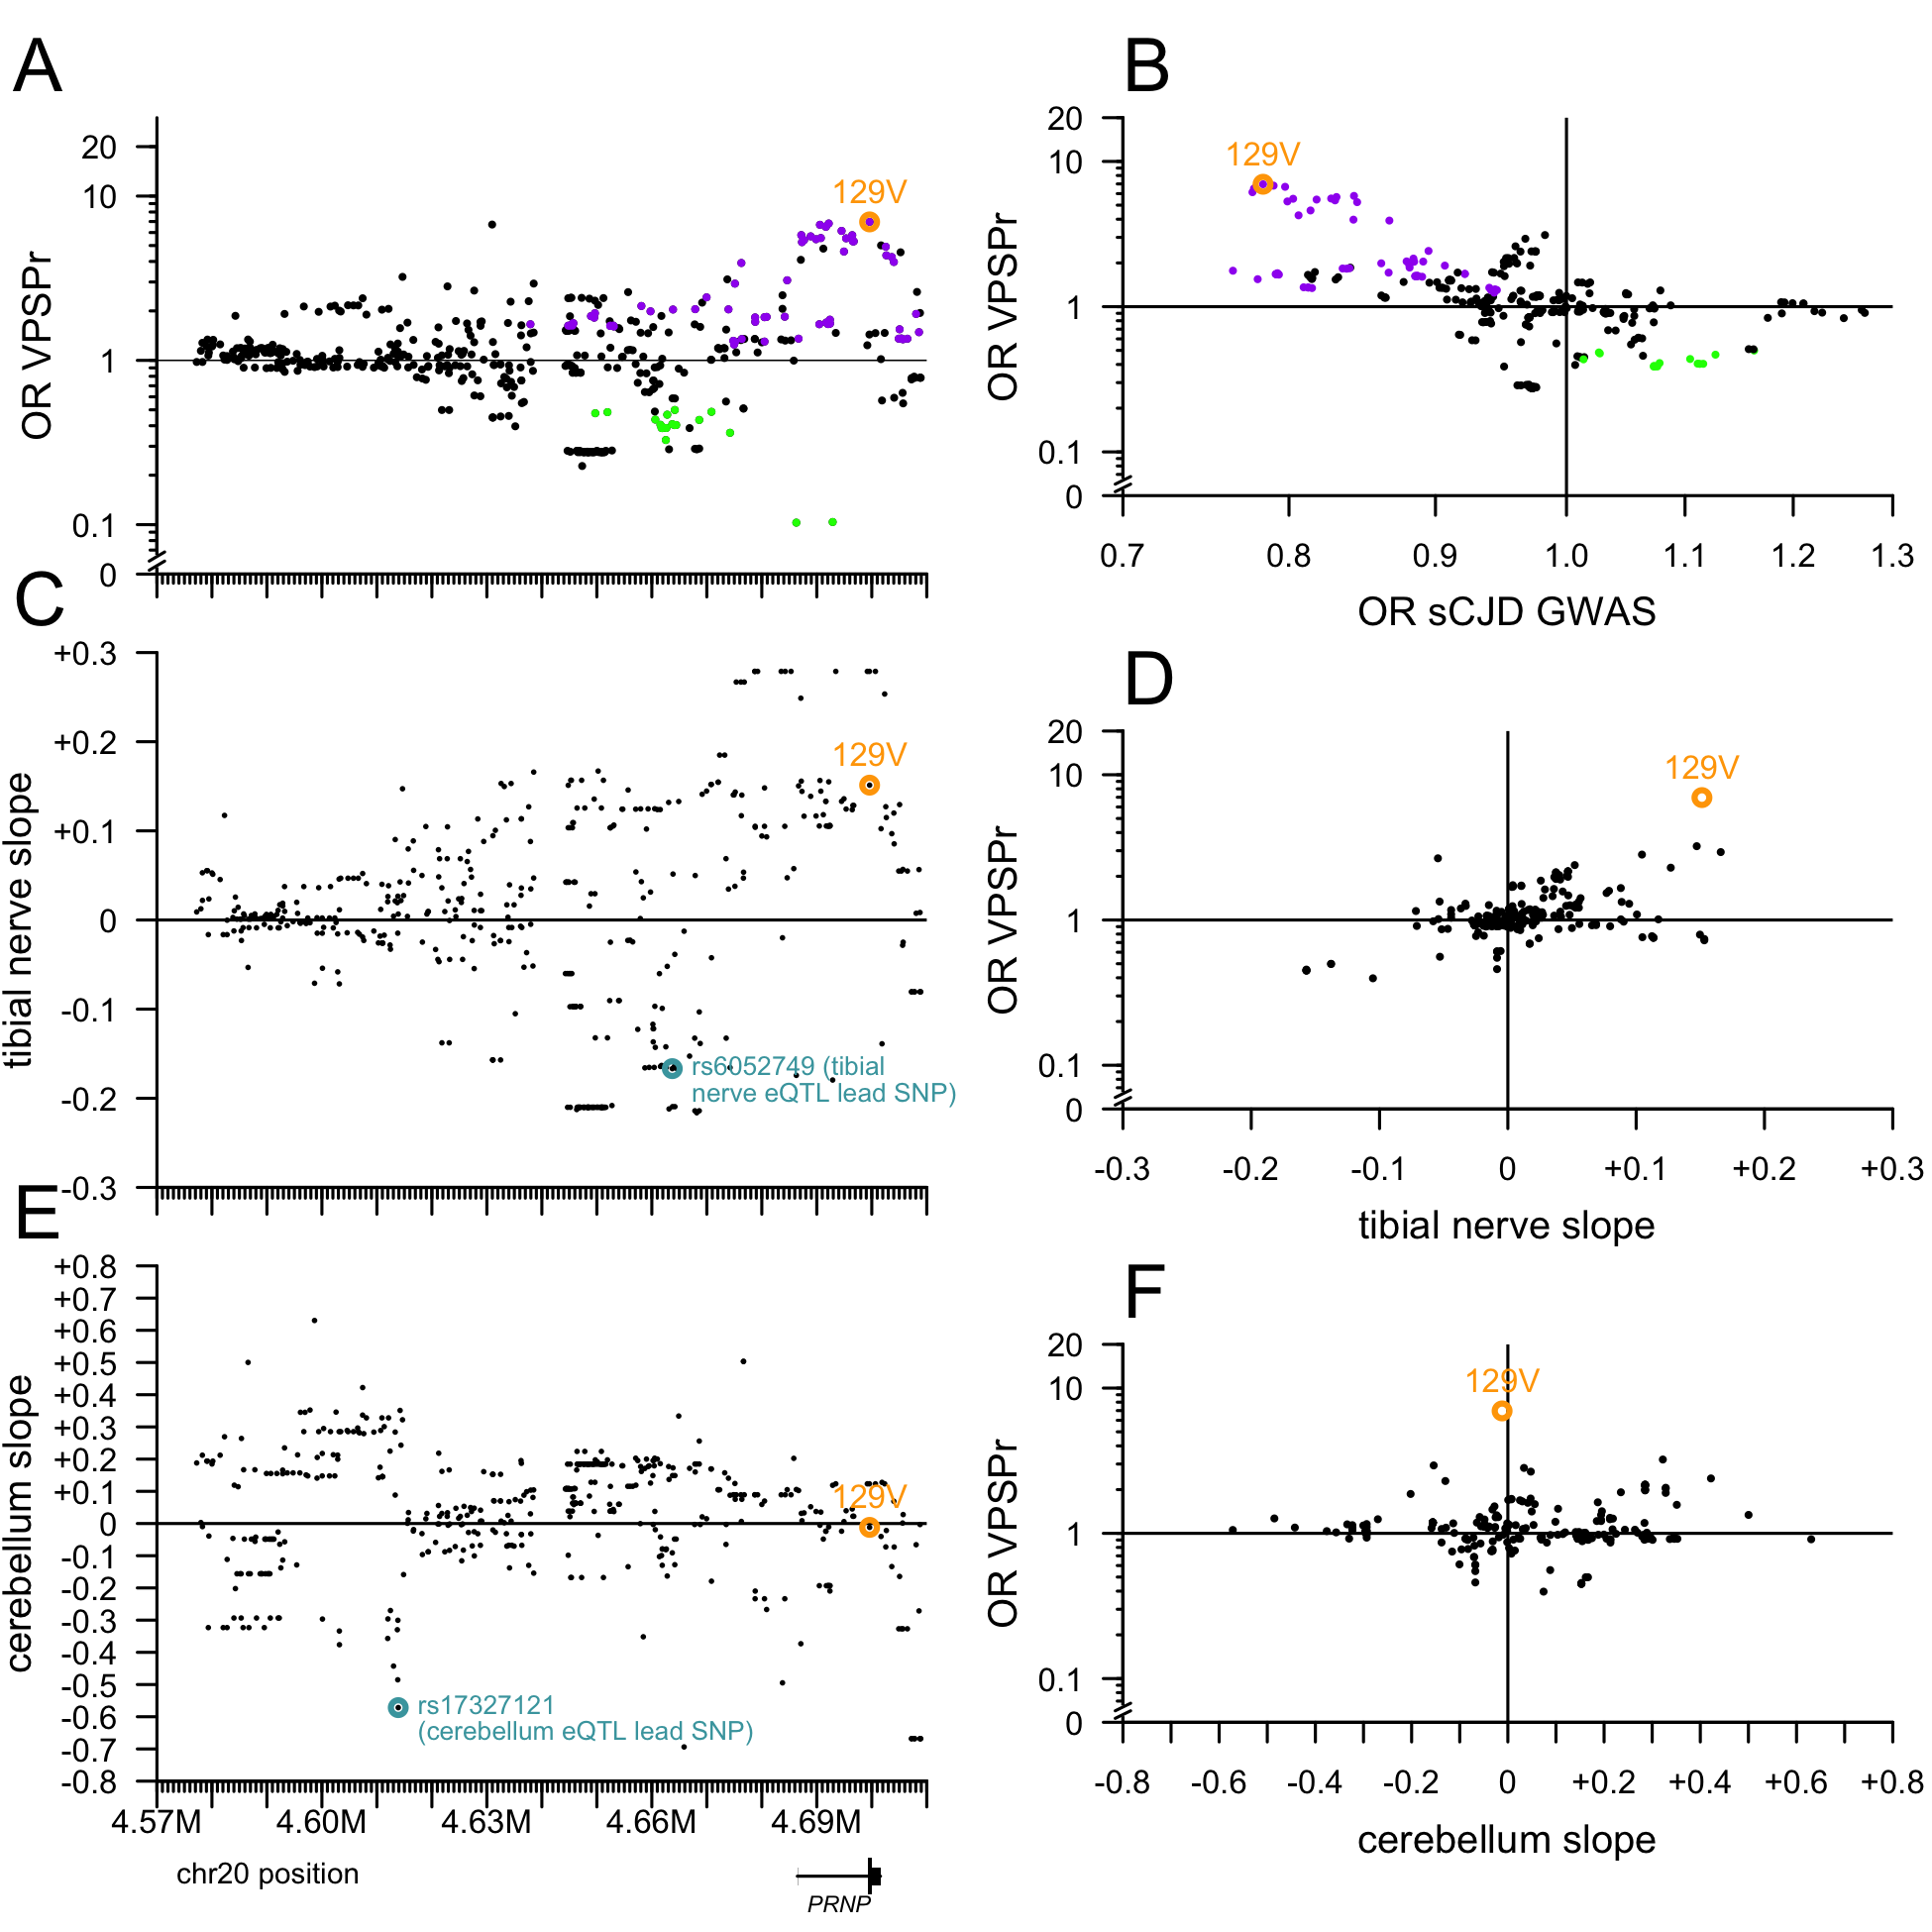 A
20
10
1
0.1
0
OR VPSPr
129V
B
20
10
1
0.1
0
OR VPSPr
129V
0.7 0.8 0.9 1.0 1.1 1.2 1.3
OR sCJD GWAS
C
+0.3
+0.2
+0.1
0
-0.1
-0.2
-0.3
tibial nerve slope
129V
rs6052749 (tibial
nerve eQTL lead SNP)
D
20
10
1
0.1
0
OR VPSPr
129V
-0.3 -0.2 -0.1 0 +0.1 +0.2 +0.3
tibial nerve slope
E
+0.8
+0.7
+0.6
+0.5
+0.4
+0.3
+0.2
+0.1
0
-0.1
-0.2
-0.3
-0.4
-0.5
-0.6
-0.7
-0.8
cerebellum slope
129V
rs17327121
(cerebellum eQTL lead SNP)
4.57M 4.60M 4.63M 4.66M 4.69M
chr20 position
PRNP
F
20
10
1
0.1
0
OR VPSPr
129V
-0.8 -0.6 -0.4 -0.2 0 +0.2 +0.4 +0.6 +0.8
cerebellum slope